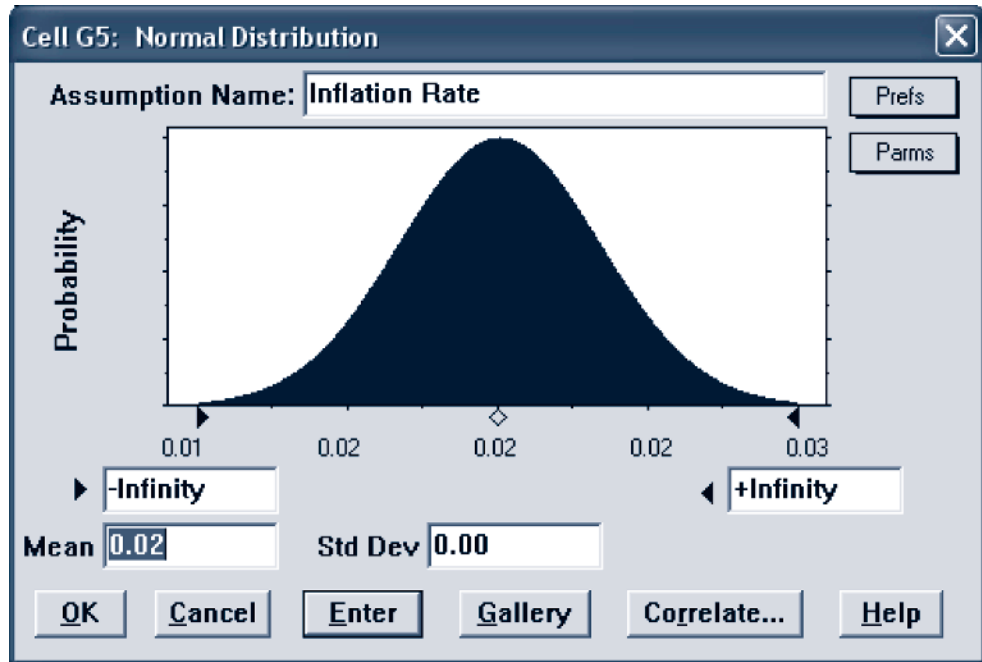 Cell G5: Normal Distribution
Assumption Name: Inflation Rate
Prefs
Parms
Probability
0.01 0.02 0.02 0.02 0.03
-Infinity +Infinity
Mean 0.02 Std Dev 0.00
OK Cancel Enter Gallery Correlate... Help